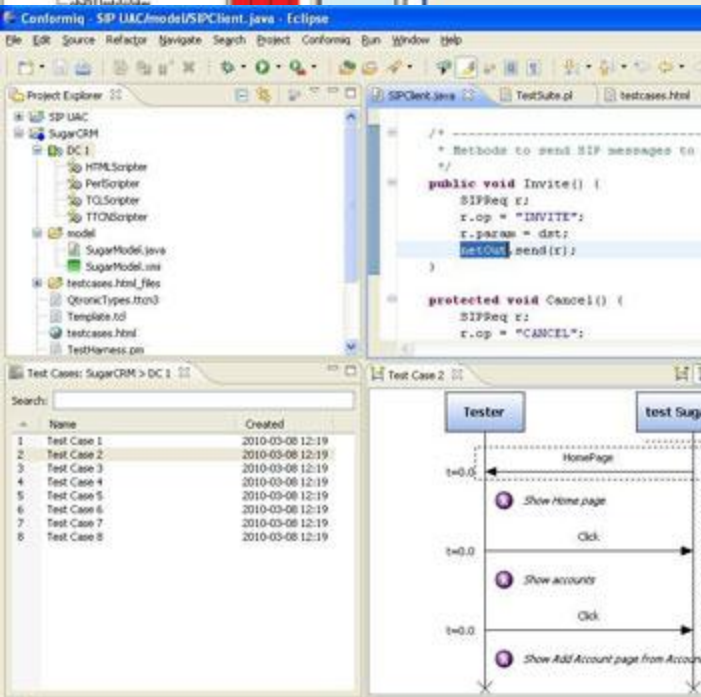 Conformiq - SIP UAC/model/SIPClient.java - Eclipse
File Edit Source Refactor Navigate Search Project Conformiq Run Window Help
Project Explorer
SIP UAC
SugarCRM
DC 1
HTMLScripter
PerlScripter
TCLScripter
TTCNScripter
model
SugarModel.java
SugarModel.xmi
testcases.html_files
QtronicTypes.ttcn3
Template.tcl
testcases.html
TestHarness.pm
SIPClient.java TestSuite.pl testcases.html
/* ----------------------------------
* Methods to send SIP messages to
*/
public void Invite() {
SIPReq r;
r.op = "INVITE";
r.param = dst;
netOut.send(r);
}
protected void Cancel() {
SIPReq r;
r.op = "CANCEL";
Test Cases: SugarCRM > DC 1
Search:
Name Created
1 Test Case 1 2010-03-08 12:19
2 Test Case 2 2010-03-08 12:19
3 Test Case 3 2010-03-08 12:19
4 Test Case 4 2010-03-08 12:19
5 Test Case 5 2010-03-08 12:19
6 Test Case 6 2010-03-08 12:19
7 Test Case 7 2010-03-08 12:19
8 Test Case 8 2010-03-08 12:19
Test Case 2
Tester test Suga
HomePage
t=0.0
Show Home page
Click
t=0.0
Show accounts
Click
t=0.0
Show Add Account page from Accoun